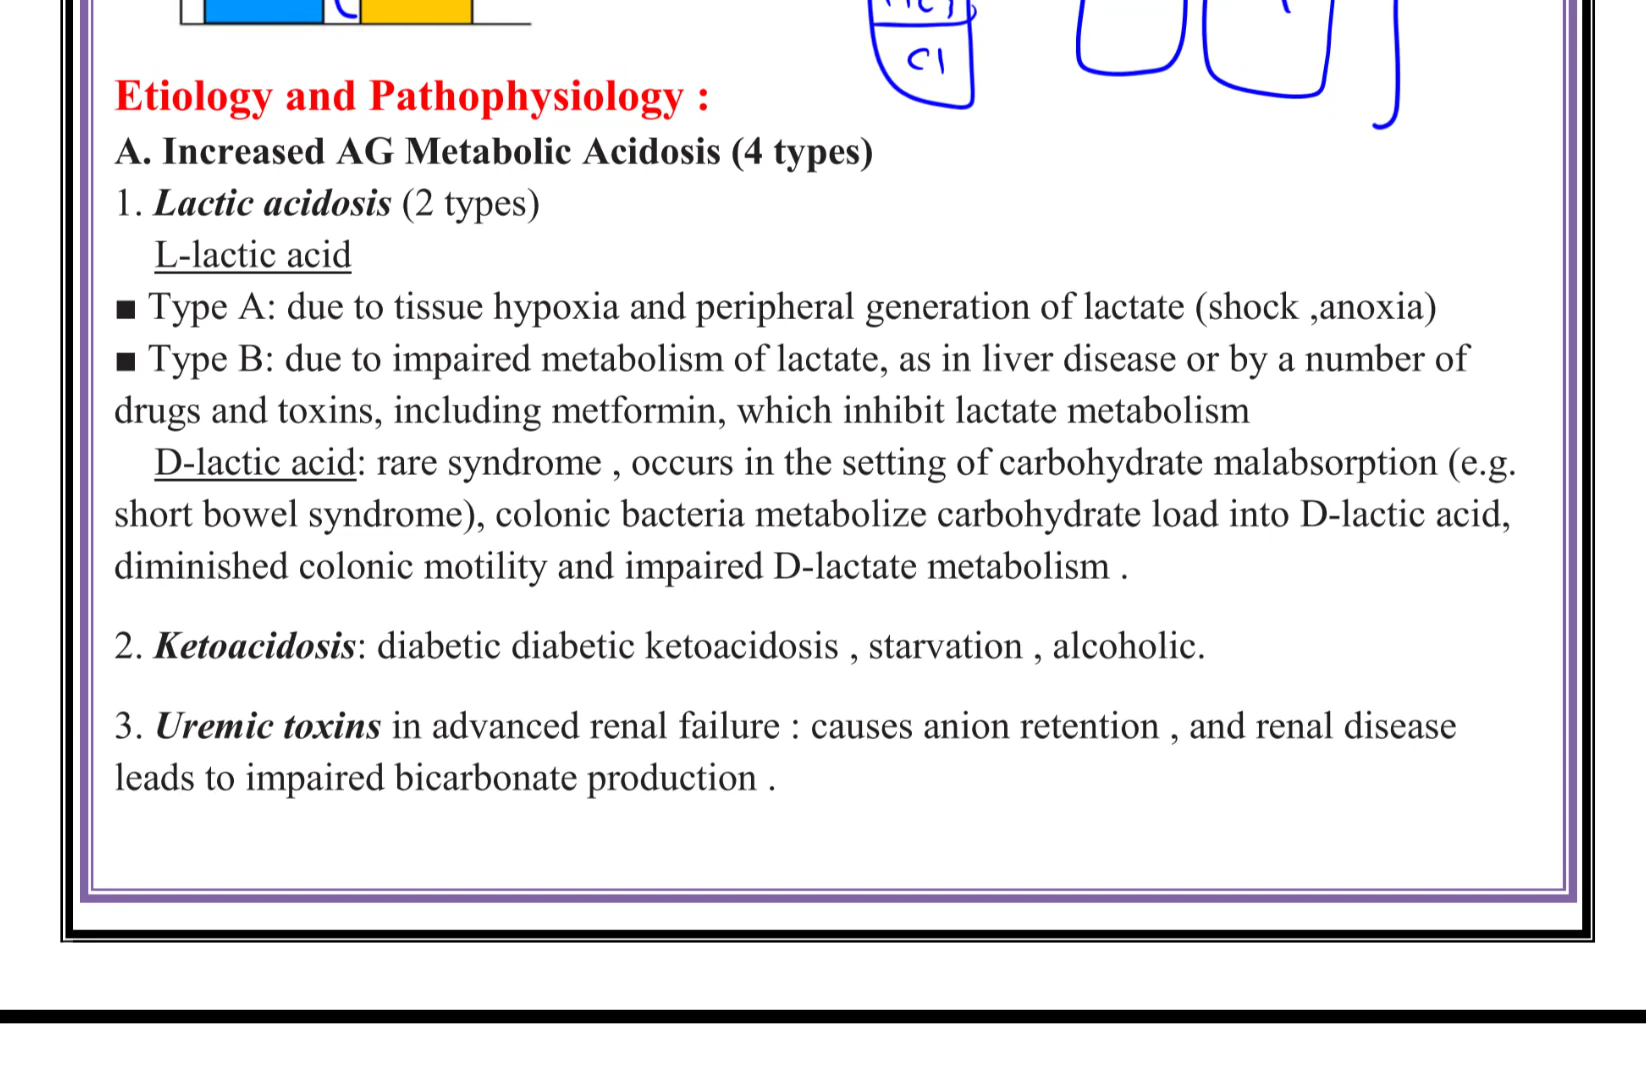 Cl
Etiology and Pathophysiology :
A. Increased AG Metabolic Acidosis (4 types)
1. Lactic acidosis (2 types)
L-lactic acid
■ Type A: due to tissue hypoxia and peripheral generation of lactate (shock ,anoxia)
■ Type B: due to impaired metabolism of lactate, as in liver disease or by a number of
drugs and toxins, including metformin, which inhibit lactate metabolism
D-lactic acid: rare syndrome , occurs in the setting of carbohydrate malabsorption (e.g.
short bowel syndrome), colonic bacteria metabolize carbohydrate load into D-lactic acid,
diminished colonic motility and impaired D-lactate metabolism .
2. Ketoacidosis: diabetic diabetic ketoacidosis , starvation , alcoholic.
3. Uremic toxins in advanced renal failure : causes anion retention , and renal disease
leads to impaired bicarbonate production .